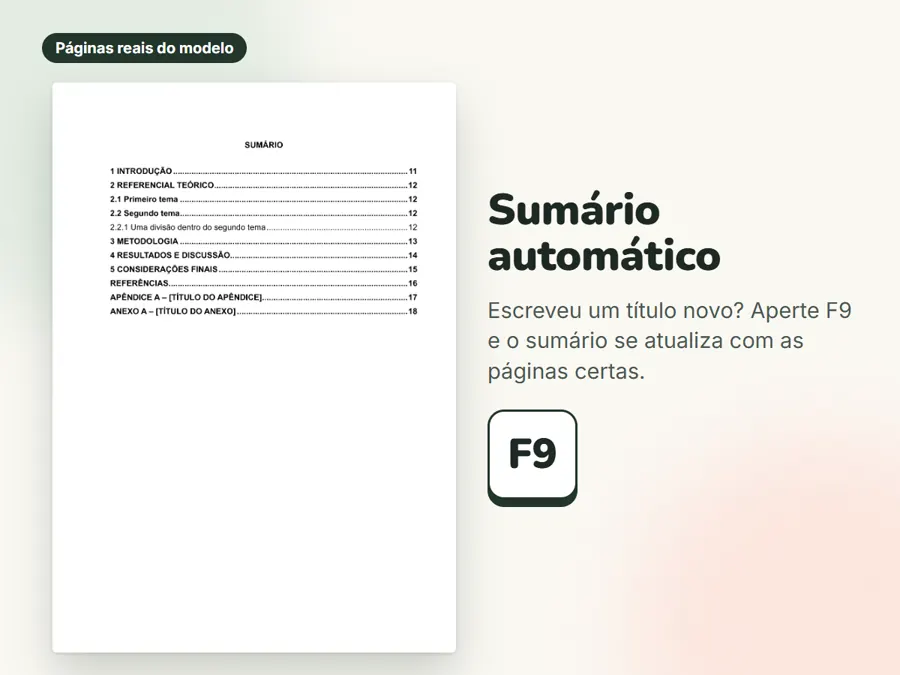 Páginas reais do modelo
SUMÁRIO
1 INTRODUÇÃO........11
2 REFERENCIAL TEÓRICO........12
2.1 Primeiro tema........12
2.2 Segundo tema........12
2.2.1 Uma divisão dentro do segundo tema........12
3 METODOLOGIA........13
4 RESULTADOS E DISCUSSÃO........14
5 CONSIDERAÇÕES FINAIS........15
REFERÊNCIAS........16
APÊNDICE A – [TÍTULO DO APÊNDICE]........17
ANEXO A – [TÍTULO DO ANEXO]........18
Sumário
automático
Escreveu um título novo? Aperte F9
e o sumário se atualiza com as
páginas certas.
F9